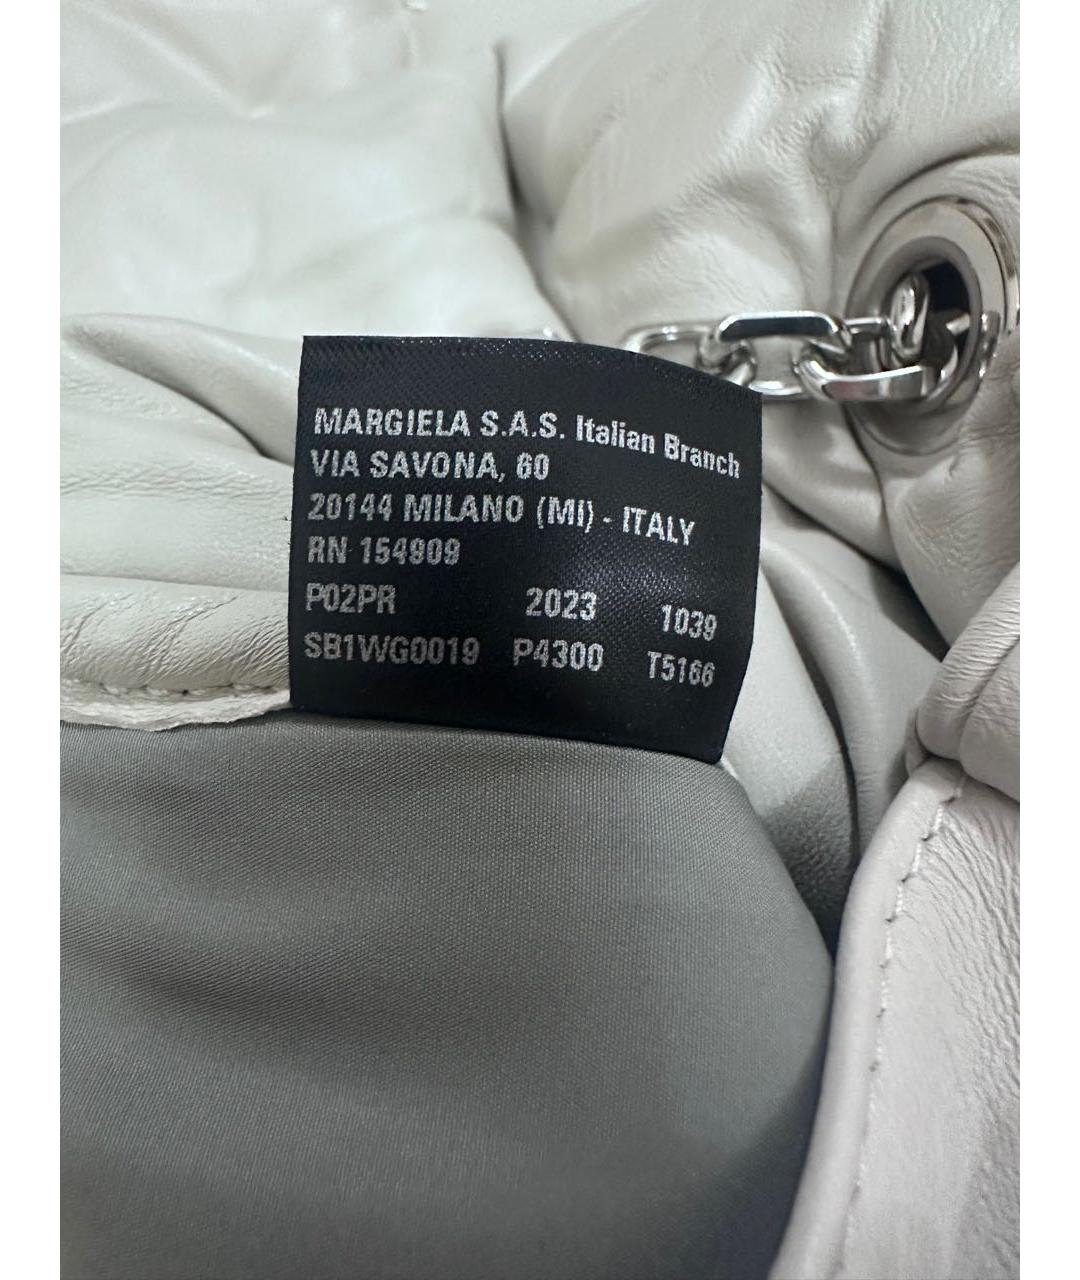 MARGIELA S.A.S. Italian Branch
VIA SAVONA, 60
20144 MILANO (MI) - ITALY
RN 154909
P02PR 2023 1039
SB1WG0019 P4300 T5166